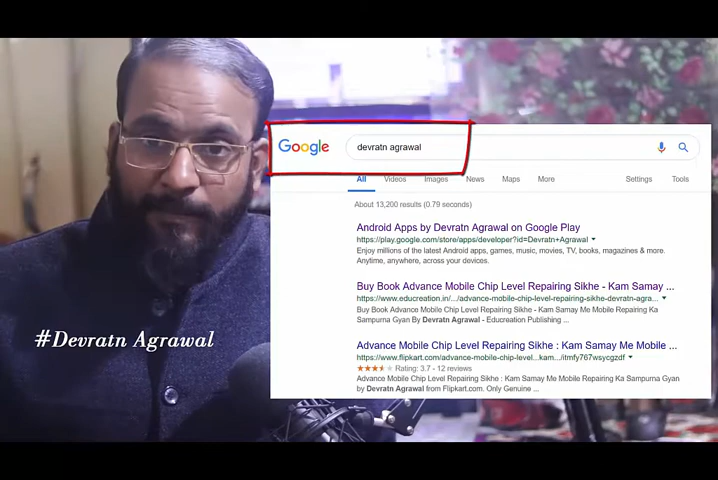 Google devratn agrawal
All Videos Images News Maps More Settings Tools
About 13,200 results (0.79 seconds)
Android Apps by Devratn Agrawal on Google Play
https://play.google.com/store/apps/developer?id=Devratn+Agrawal
Enjoy millions of the latest Android apps, games, music, movies, TV, books, magazines & more.
Anytime, anywhere, across your devices.
Buy Book Advance Mobile Chip Level Repairing Sikhe - Kam Samay ...
https://www.educreation.in/.../advance-mobile-chip-level-repairing-sikhe-devratn-agra...
Buy Book Advance Mobile Chip Level Repairing Sikhe - Kam Samay Me Mobile Repairing Ka
Sampurna Gyan By Devratn Agrawal - Educreation Publishing ...
#Devratn Agrawal
Advance Mobile Chip Level Repairing Sikhe : Kam Samay Me Mobile ...
https://www.flipkart.com/advance-mobile-chip-level...kam.../itmfy767wsycgzdf
Rating: 3.7 - 12 reviews
Advance Mobile Chip Level Repairing Sikhe : Kam Samay Me Mobile Repairing Ka Sampurna Gyan
by Devratn Agrawal from Flipkart.com. Only Genuine ...